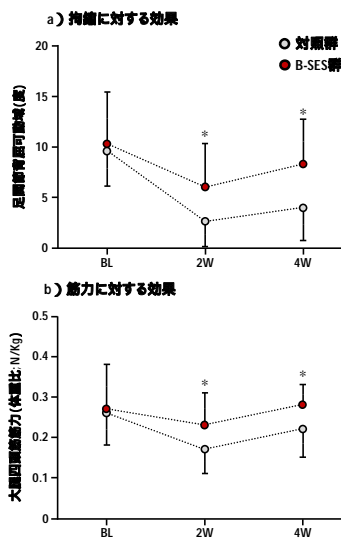 a）拘縮に対する効果
対照群
B-SES群
足関節背屈可動域(度)
20
15
10
5
0
*
*
BL
2W
4W
b）筋力に対する効果
大腿四頭筋筋力(体重比; N/Kg)
0.5
0.4
0.3
0.2
0.1
0
*
*
BL
2W
4W